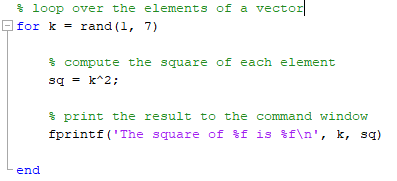 % loop over the elements of a vector
for k = rand(1, 7)
% compute the square of each element
sq = k^2;
% print the result to the command window
fprintf('The square of %f is %f\n', k, sq)
end